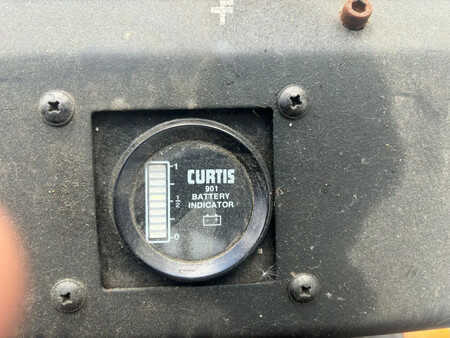 1
1/2
0
CURTIS
901
BATTERY
INDICATOR